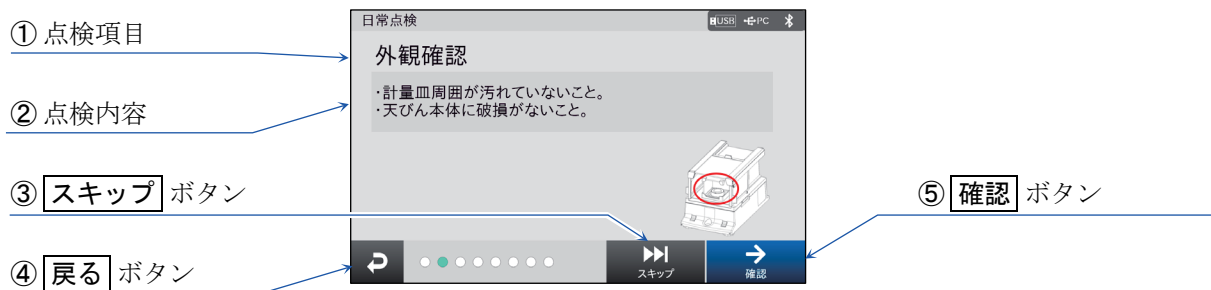 ① 点検項目
② 点検内容
③ スキップ ボタン
④ 戻る ボタン
日常点検
USB PC
外観確認
・計量皿周囲が汚れていないこと。
・天びん本体に破損がないこと。
スキップ
確認
⑤ 確認 ボタン